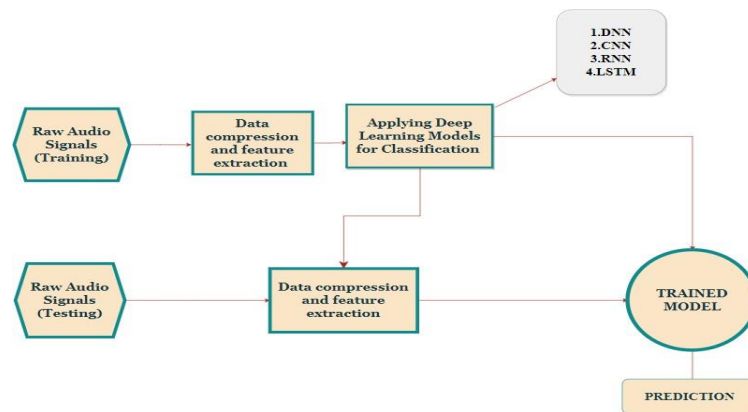 1.DNN
2.CNN
3.RNN
4.LSTM
Raw Audio
Signals
(Training)
Data
compression
and feature
extraction
Applying Deep
Learning Models
for Classification
Raw Audio
Signals
(Testing)
Data compression
and feature
extraction
TRAINED
MODEL
PREDICTION